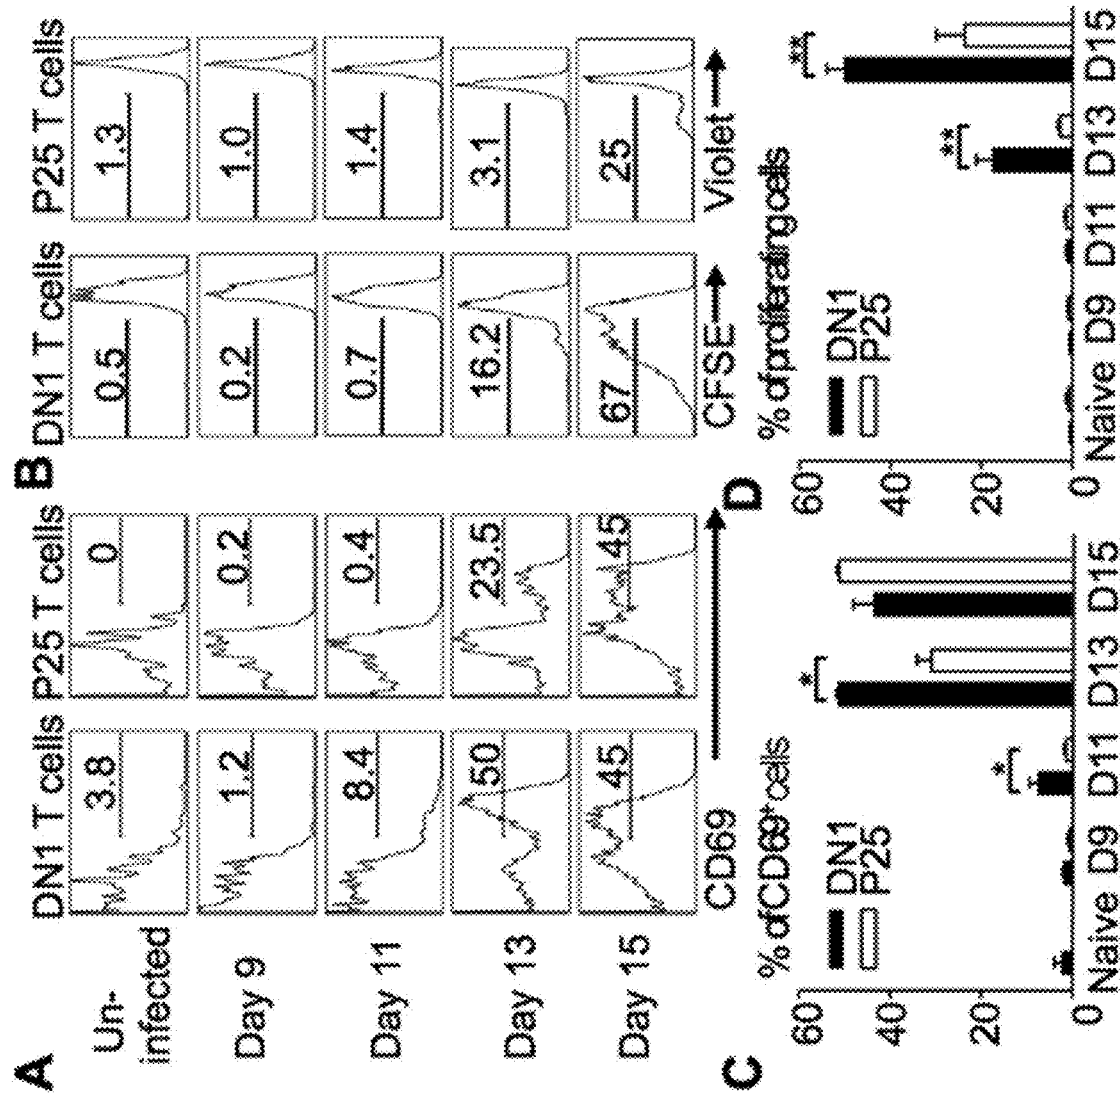 A
DN1 T cells P25 T cells
Un-
infected
3.8 0
Day 9
1.2 0.2
Day 11
8.4 0.4
Day 13
50 23.5
Day 15
45 45
CD69
B
DN1 T cells P25 T cells
0.5 1.3
0.2 1.0
0.7 1.4
16.2 3.1
67 25
CFSE Violet
C
% of CD69+ cells
60
40
20
0
DN1
P25
* *
Naive D9 D11 D13 D15
D
% of proliferating cells
60
40
20
0
DN1
P25
** **
Naive D9 D11 D13 D15